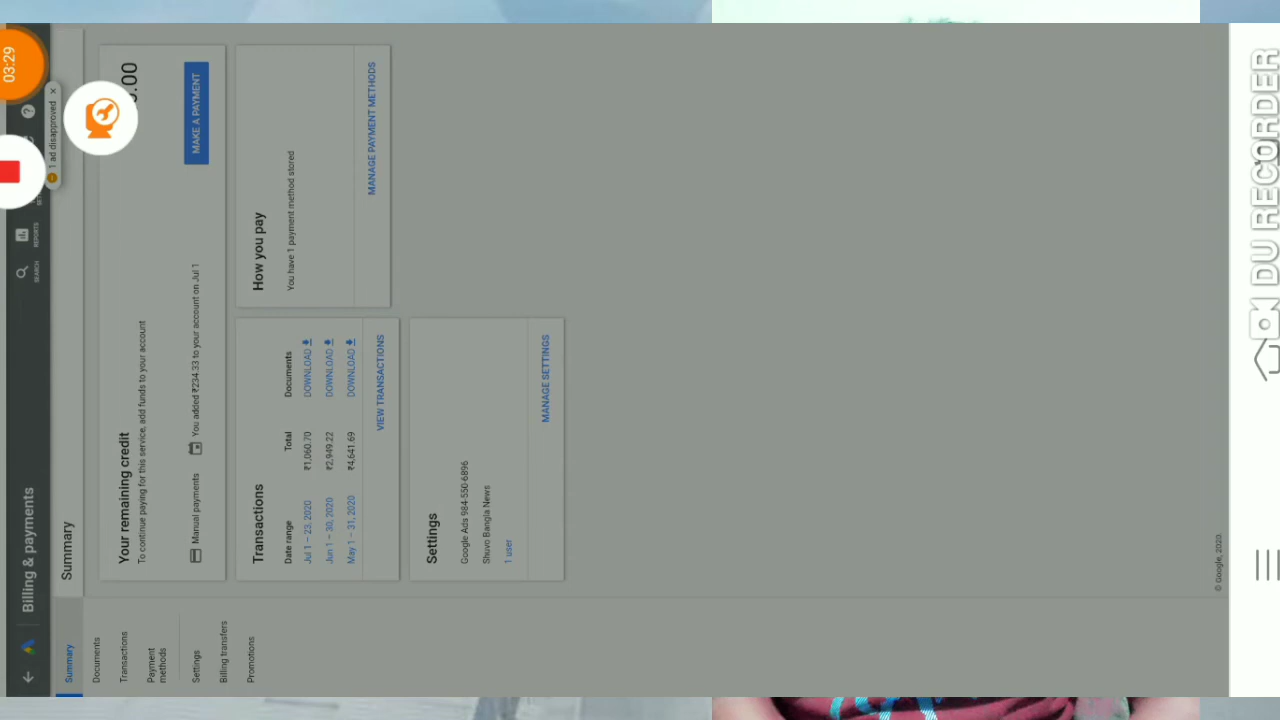 03:29
Billing & payments
SEARCH
REPORTS
1 ad disapproved ×
Summary
Documents
Transactions
Payment
methods
Settings
Billing transfers
Promotions
Summary
Your remaining credit
.00
To continue paying for this service, add funds to your account
Manual payments
You added ₹234.33 to your account on Jul 1
MAKE A PAYMENT
Transactions
Date range Total Documents
Jul 1 – 23, 2020 ₹1,060.70 DOWNLOAD
Jun 1 – 30, 2020 ₹2,949.22 DOWNLOAD
May 1 – 31, 2020 ₹4,641.69 DOWNLOAD
VIEW TRANSACTIONS
How you pay
You have 1 payment method stored
MANAGE PAYMENT METHODS
Settings
Google Ads 984-550-6896
Shuvo Bangla News
1 user
MANAGE SETTINGS
© Google, 2020.
DU RECORDER